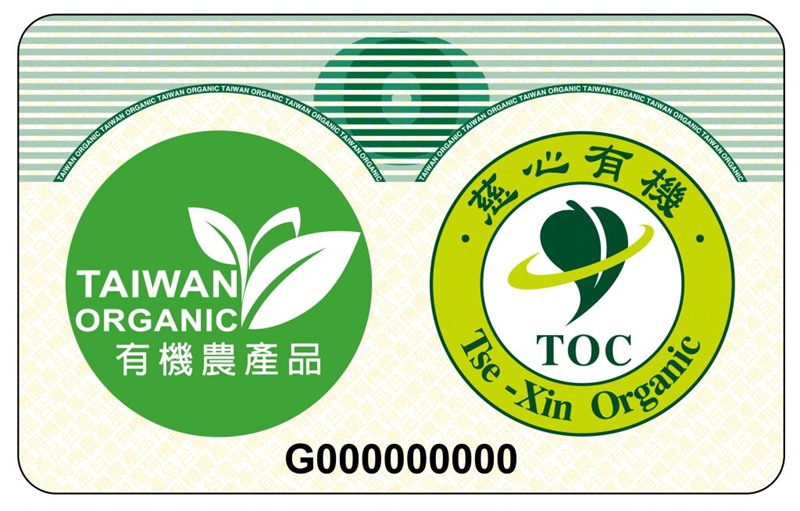 TAIWAN ORGANIC TAIWAN ORGANIC TAIWAN ORGANIC TAIWAN ORGANIC TAIWAN ORGANIC TAIWAN ORGANIC
TAIWAN ORGANIC TAIWAN ORGANIC TAIWAN ORGANIC TAIWAN ORGANIC TAIWAN ORGANIC TAIWAN ORGANIC
TAIWAN
ORGANIC
有機農產品
慈心有機
TOC
Tse-Xin Organic
G000000000